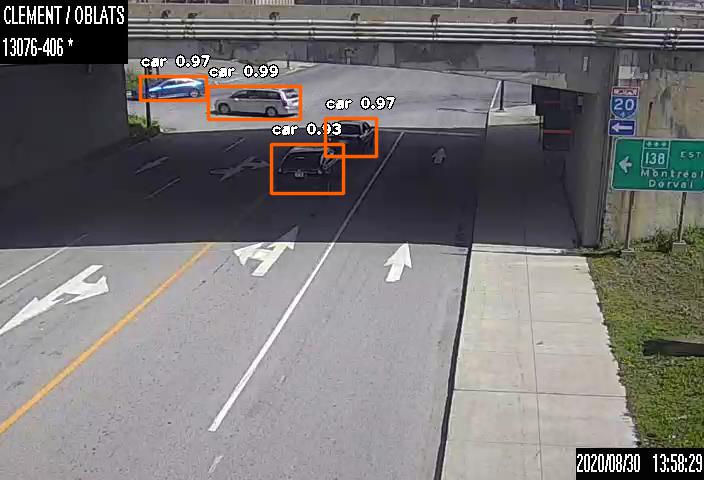 CLEMENT / OBLATS
13076-406 *
car 0.97
car 0.99
car 0.97
car 0.93
20
138 EST
Montréal
Dorval
2020/08/30 13:58:29